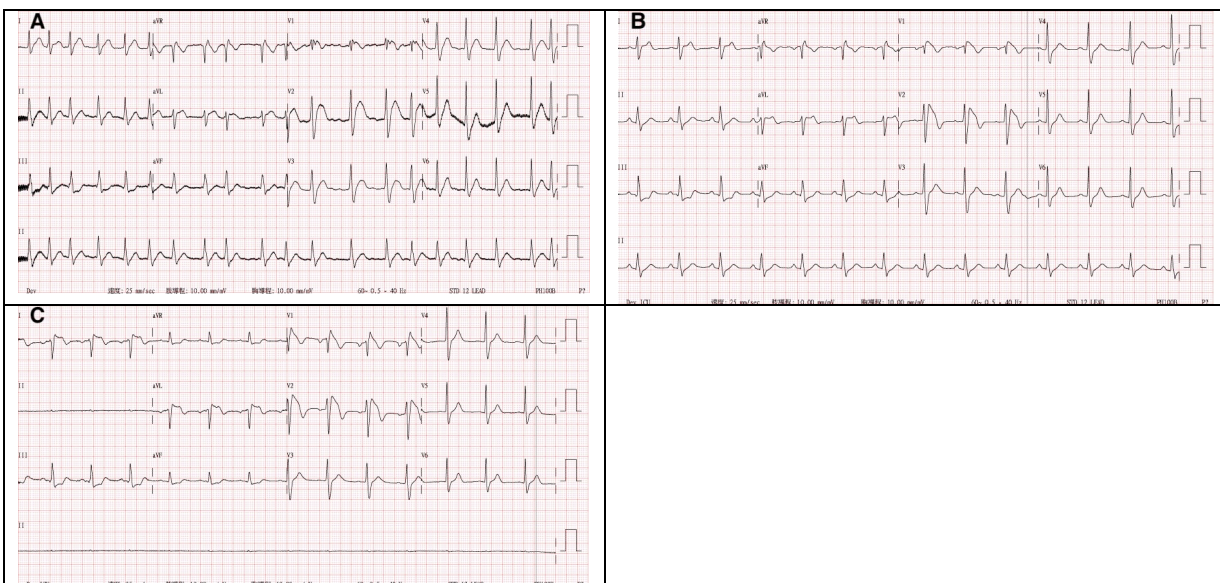 A
I aVR V1 V4
II aVL V2 V5
III aVF V3 V6
II
Dev 速度: 25 mm/sec 肢導程: 10.00 mm/mV 胸導程: 10.00 mm/mV 60~ 0.5 - 40 Hz STD 12 LEAD PH100B P?
B
I aVR V1 V4
II aVL V2 V5
III aVF V3 V6
II
Dev ICU 速度: 25 mm/sec 肢導程: 10.00 mm/mV 胸導程: 10.00 mm/mV 60~ 0.5 - 40 Hz STD 12 LEAD PH100B P?
C
I aVR V1 V4
II aVL V2 V5
III aVF V3 V6
II